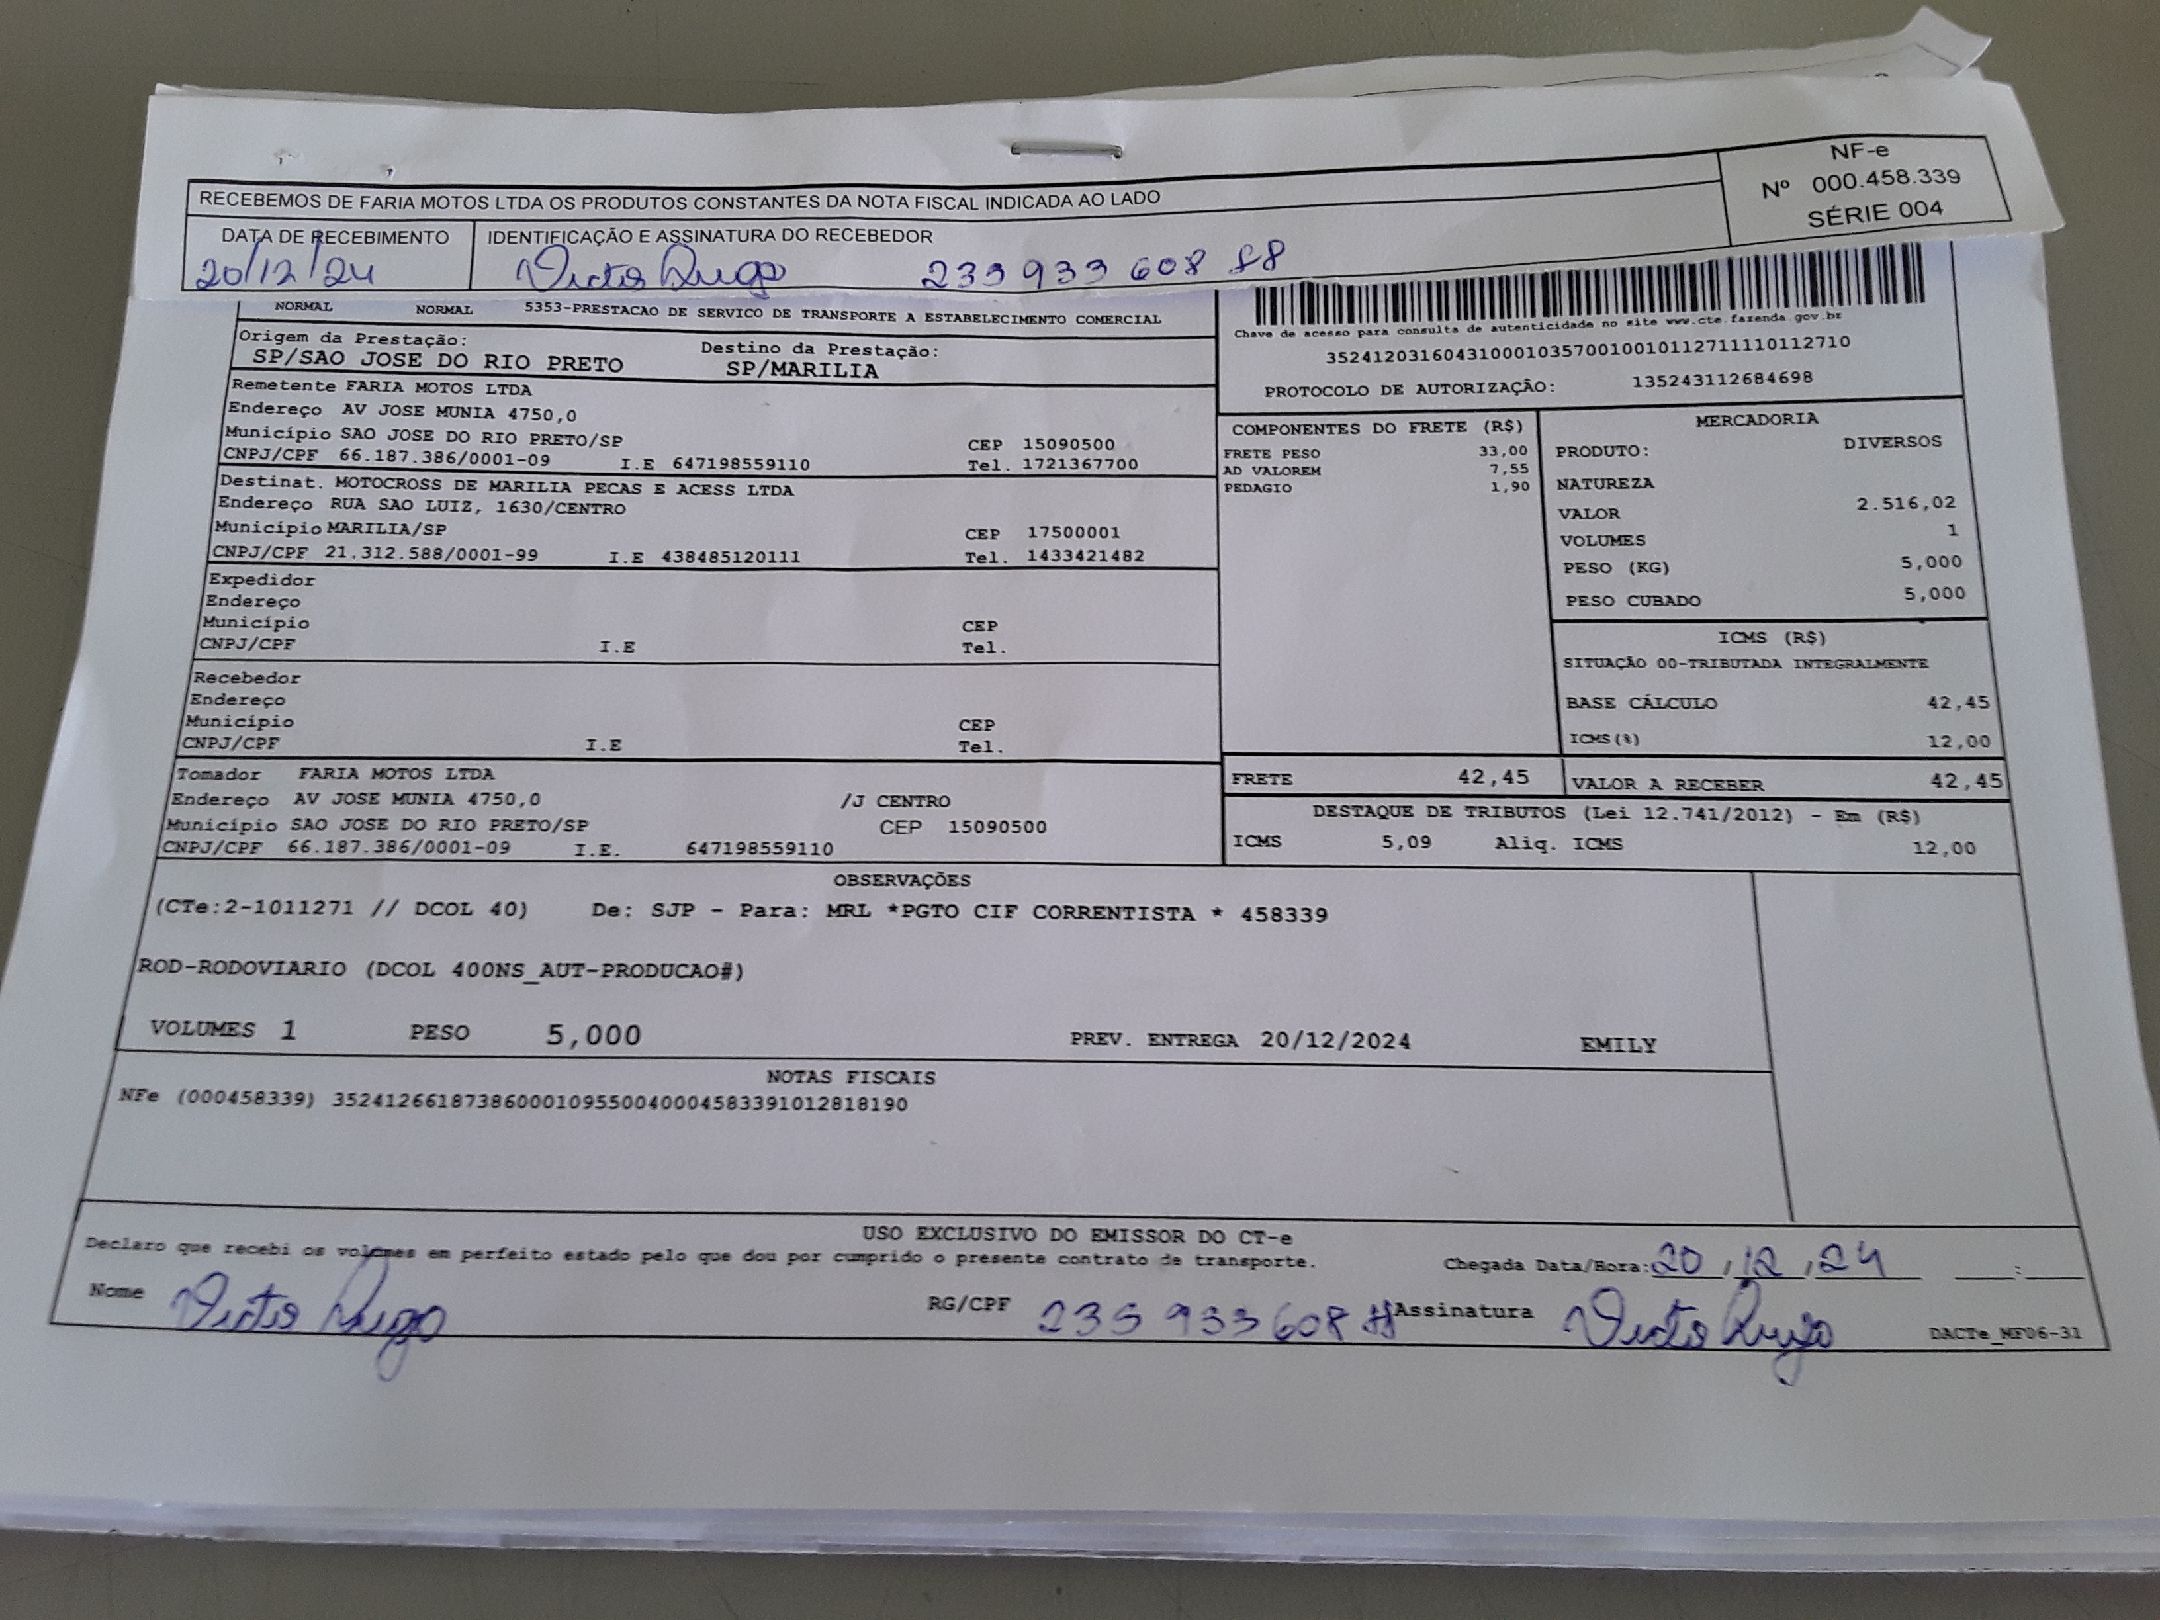 RECEBEMOS DE FARIA MOTOS LTDA OS PRODUTOS CONSTANTES DA NOTA FISCAL INDICADA AO LADO
NF-e
Nº 000.458.339
SÉRIE 004
DATA DE RECEBIMENTO
20/12/24
IDENTIFICAÇÃO E ASSINATURA DO RECEBEDOR
Victo Hugo 233 933 608 88
NORMAL NORMAL 5353-PRESTACAO DE SERVICO DE TRANSPORTE A ESTABELECIMENTO COMERCIAL
Origem da Prestação:
SP/SAO JOSE DO RIO PRETO
Destino da Prestação:
SP/MARILIA
Chave de acesso para consulta de autenticidade no site www.cte.fazenda.gov.br
35241203160431000103570010010112711110112710
PROTOCOLO DE AUTORIZAÇÃO: 135243112684698
Remetente FARIA MOTOS LTDA
Endereço AV JOSE MUNIA 4750,0
Município SAO JOSE DO RIO PRETO/SP CEP 15090500
CNPJ/CPF 66.187.386/0001-09 I.E 647198559110 Tel. 1721367700
Destinat. MOTOCROSS DE MARILIA PECAS E ACESS LTDA
Endereço RUA SAO LUIZ, 1630/CENTRO
Município MARILIA/SP CEP 17500001
CNPJ/CPF 21.312.588/0001-99 I.E 438485120111 Tel. 1433421482
Expedidor
Endereço
Município CEP
CNPJ/CPF I.E Tel.
Recebedor
Endereço
Município CEP
CNPJ/CPF I.E Tel.
Tomador FARIA MOTOS LTDA
Endereço AV JOSE MUNIA 4750,0 /J CENTRO
Município SAO JOSE DO RIO PRETO/SP CEP 15090500
CNPJ/CPF 66.187.386/0001-09 I.E. 647198559110
COMPONENTES DO FRETE (R$)
FRETE PESO 33,00
AD VALOREM 7,55
PEDAGIO 1,90
MERCADORIA
PRODUTO: DIVERSOS
NATUREZA
VALOR 2.516,02
VOLUMES 1
PESO (KG) 5,000
PESO CUBADO 5,000
ICMS (R$)
SITUAÇÃO 00-TRIBUTADA INTEGRALMENTE
BASE CÁLCULO 42,45
ICMS(%) 12,00
FRETE 42,45
VALOR A RECEBER 42,45
DESTAQUE DE TRIBUTOS (Lei 12.741/2012) - Em (R$)
ICMS 5,09 Aliq. ICMS 12,00
OBSERVAÇÕES
(CTe:2-1011271 // DCOL 40) De: SJP - Para: MRL *PGTO CIF CORRENTISTA * 458339
ROD-RODOVIARIO (DCOL 400NS_AUT-PRODUCAO#)
VOLUMES 1 PESO 5,000 PREV. ENTREGA 20/12/2024 EMILY
NOTAS FISCAIS
NFe (000458339) 35241266187386000109550040004583391012818190
USO EXCLUSIVO DO EMISSOR DO CT-e
Declaro que recebi os volumes em perfeito estado pelo que dou por cumprido o presente contrato de transporte.
Chegada Data/Hora: 20/12/24 ___:___
Nome Victo Hugo RG/CPF 233 933 608 Assinatura Victo Hugo
DACTe_MF06-31